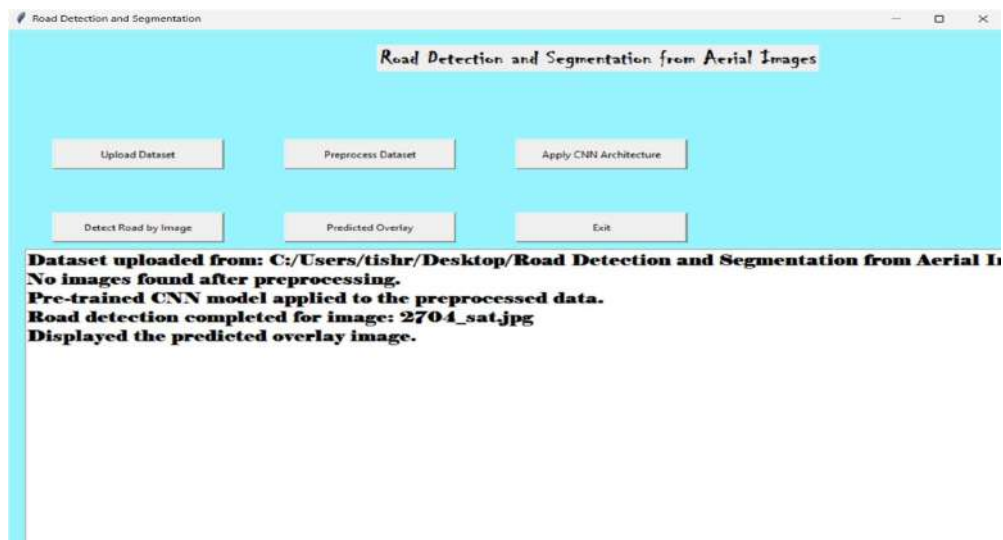 Road Detection and Segmentation
Road Detection and Segmentation from Aerial Images
Upload Dataset
Preprocess Dataset
Apply CNN Architecture
Detect Road by Image
Predicted Overlay
Exit
Dataset uploaded from: C:/Users/tishr/Desktop/Road Detection and Segmentation from Aerial
No images found after preprocessing.
Pre-trained CNN model applied to the preprocessed data.
Road detection completed for image: 2704_sat.jpg
Displayed the predicted overlay image.